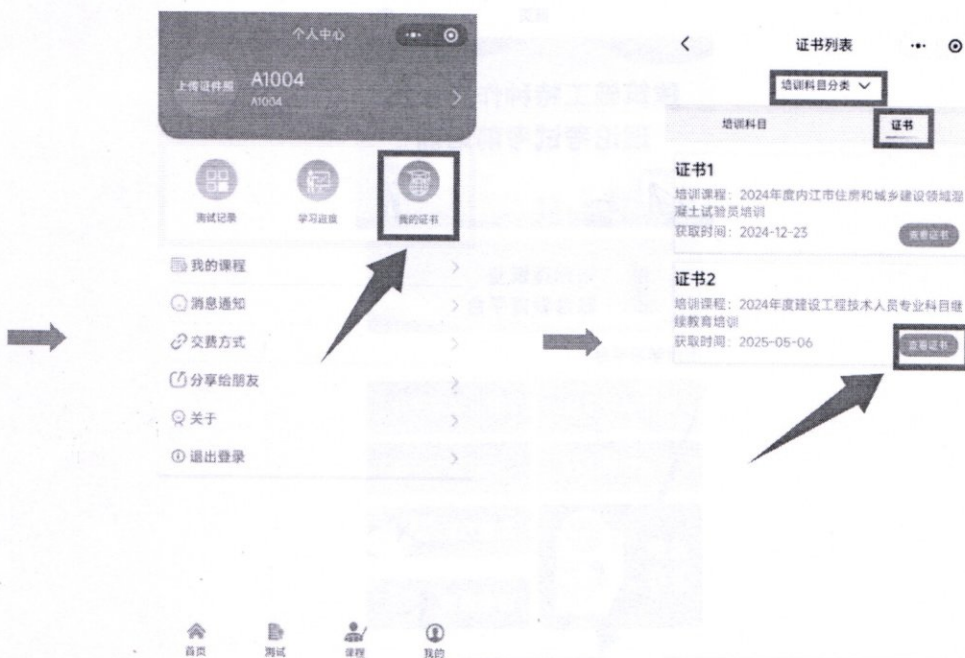 个人中心
上传证件照
A1004
A1004
测试记录
学习进度
我的证书
我的课程
消息通知
交费方式
分享给朋友
关于
退出登录
首页
测试
课程
我的
证书列表
培训科目分类
培训科目
证书
证书1
培训课程：2024年度内江市住房和城乡建设领域混
凝土试验员培训
获取时间：2024-12-23
查看证书
证书2
培训课程：2024年度建设工程技术人员专业科目继
续教育培训
获取时间：2025-05-06
查看证书